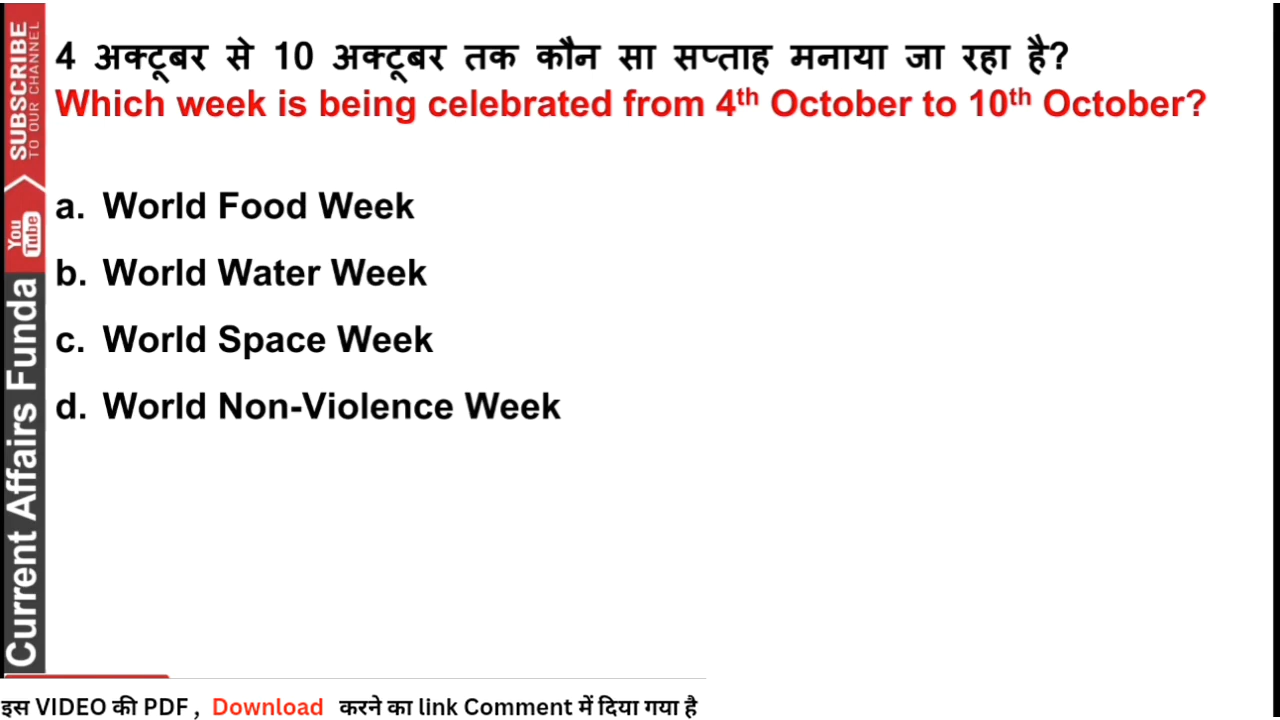 4 अक्टूबर से 10 अक्टूबर तक कौन सा सप्ताह मनाया जा रहा है?
Which week is being celebrated from 4th October to 10th October?
a. World Food Week
b. World Water Week
c. World Space Week
d. World Non-Violence Week
SUBSCRIBE
TO OUR CHANNEL
You
Tube
Current Affairs Funda
इस VIDEO की PDF , Download करने का link Comment में दिया गया है